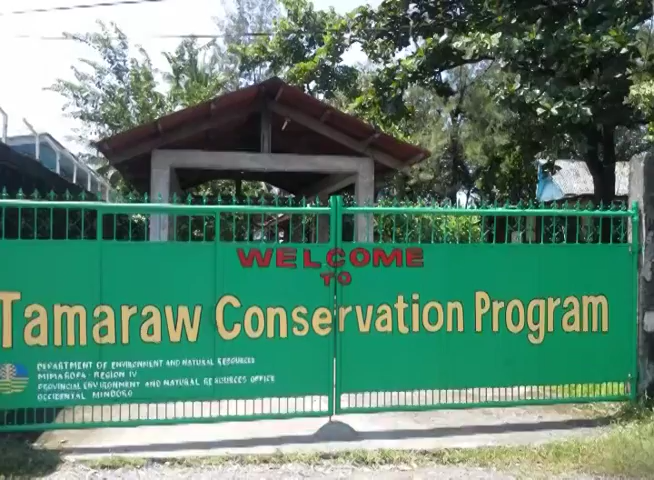 WELCOME
TO
Tamaraw Conservation Program
DEPARTMENT OF ENVIRONMENT AND NATURAL RESOURCES
MIMAROPA - REGION IV
PROVINCIAL ENVIRONMENT AND NATURAL RESOURCES OFFICE
OCCIDENTAL MINDORO